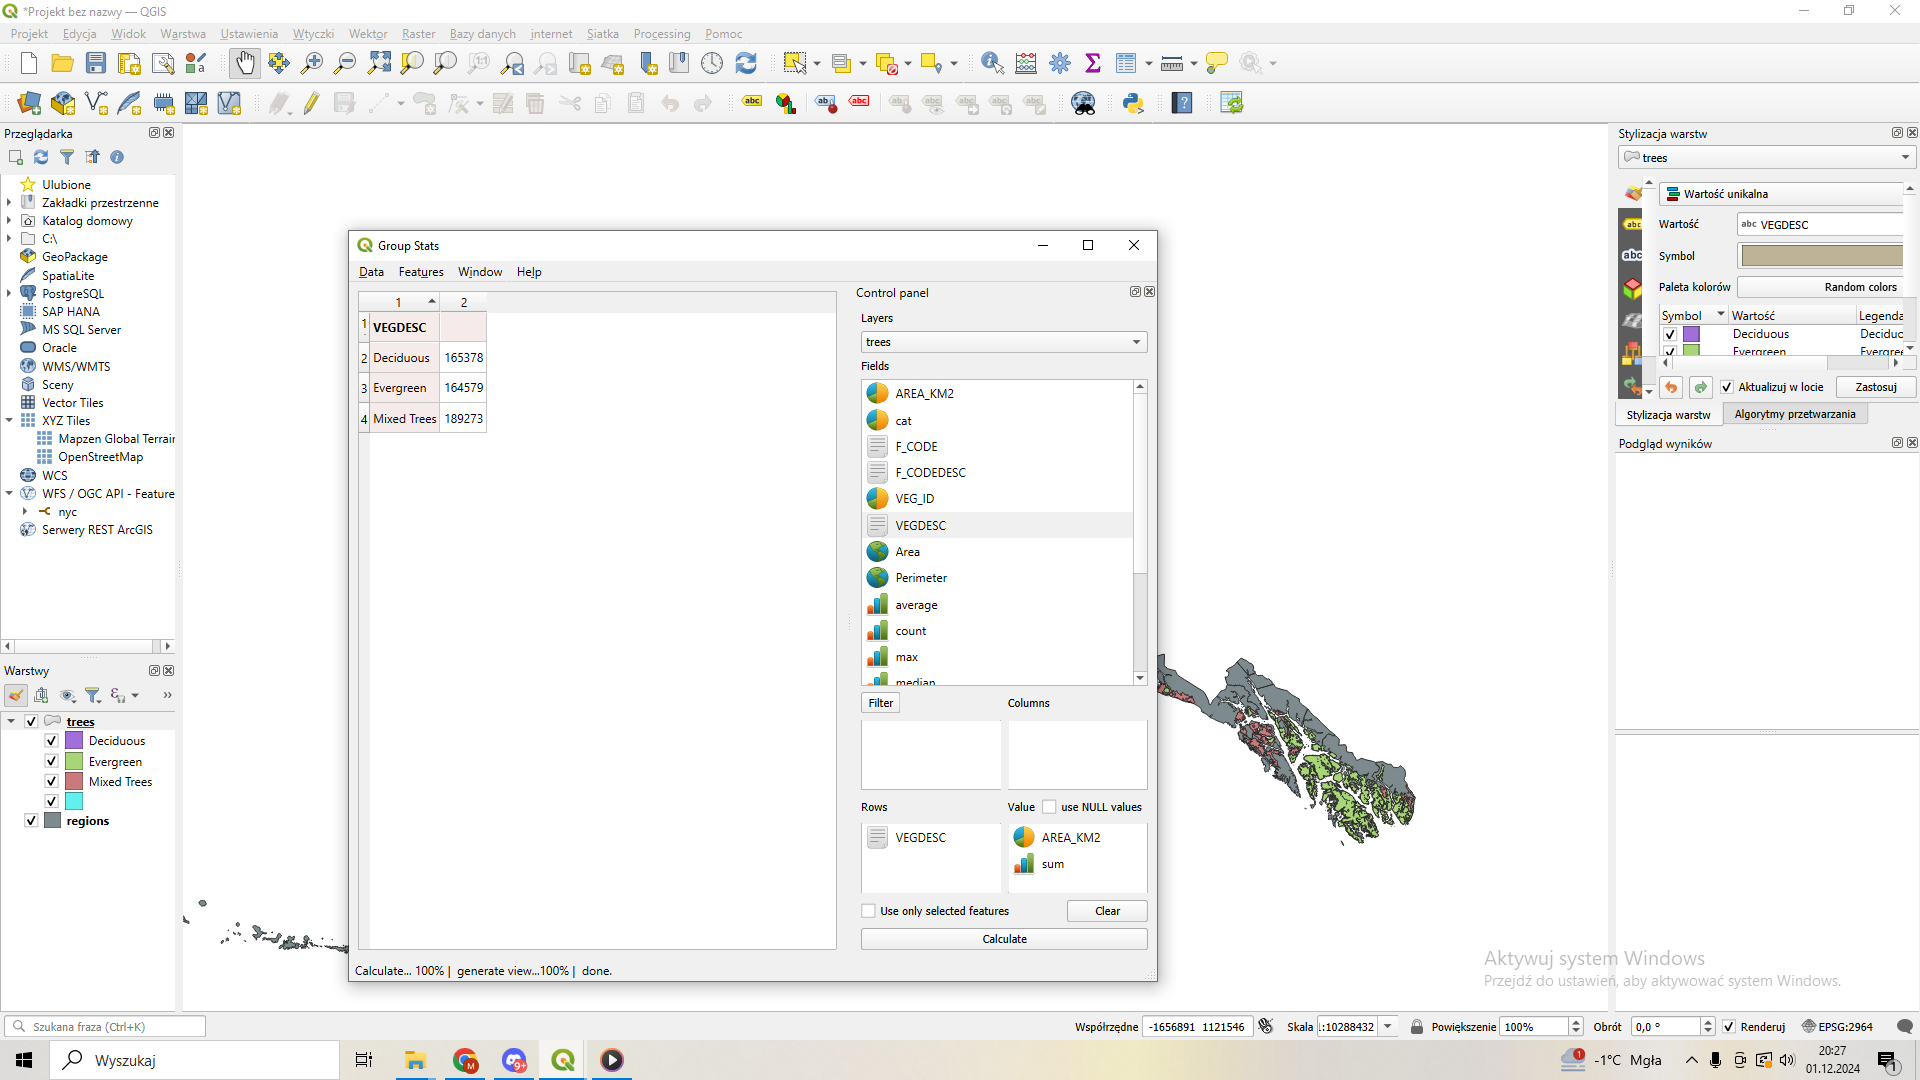 *Projekt bez nazwy — QGIS
Projekt Edycja Widok Warstwa Ustawienia Wtyczki Wektor Raster Bazy danych internet Siatka Processing Pomoc
Przeglądarka
Ulubione
Zakładki przestrzenne
Katalog domowy
C:\
GeoPackage
SpatiaLite
PostgreSQL
SAP HANA
MS SQL Server
Oracle
WMS/WMTS
Sceny
Vector Tiles
XYZ Tiles
Mapzen Global Terrain
OpenStreetMap
WCS
WFS / OGC API - Feature
nyc
Serwery REST ArcGIS
Warstwy
trees
Deciduous
Evergreen
Mixed Trees
regions
Group Stats
Data Features Window Help
1 2
1 VEGDESC
2 Deciduous 165378
3 Evergreen 164579
4 Mixed Trees 189273
Control panel
Layers
trees
Fields
AREA_KM2
cat
F_CODE
F_CODEDESC
VEG_ID
VEGDESC
Area
Perimeter
average
count
max
median
Filter Columns
Rows Value use NULL values
VEGDESC AREA_KM2
sum
Use only selected features Clear
Calculate
Calculate... 100% | generate view...100% | done.
Stylizacja warstw
trees
Wartość unikalna
Wartość abc VEGDESC
Symbol
Paleta kolorów Random colors
Symbol Wartość Legenda
Deciduous Deciduo
Evergreen Evergree
Aktualizuj w locie Zastosuj
Stylizacja warstw Algorytmy przetwarzania
Podgląd wyników
Aktywuj system Windows
Przejdź do ustawień, aby aktywować system Windows.
Szukana fraza (Ctrl+K) Współrzędne -1656891 1121546 Skala 1:10288432 Powiększenie 100% Obrót 0,0 ° Renderuj EPSG:2964
Wyszukaj -1°C Mgła 20:27
01.12.2024